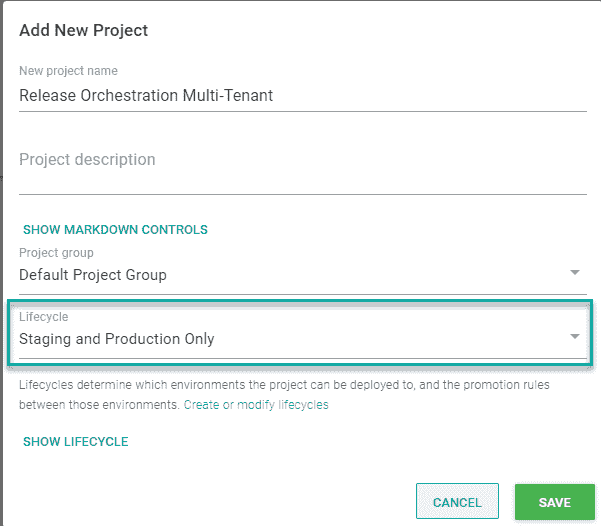 Add New Project
New project name
Release Orchestration Multi-Tenant
Project description
SHOW MARKDOWN CONTROLS
Project group
Default Project Group
Lifecycle
Staging and Production Only
Lifecycles determine which environments the project can be deployed to, and the promotion rules
between those environments. Create or modify lifecycles
SHOW LIFECYCLE
CANCEL
SAVE